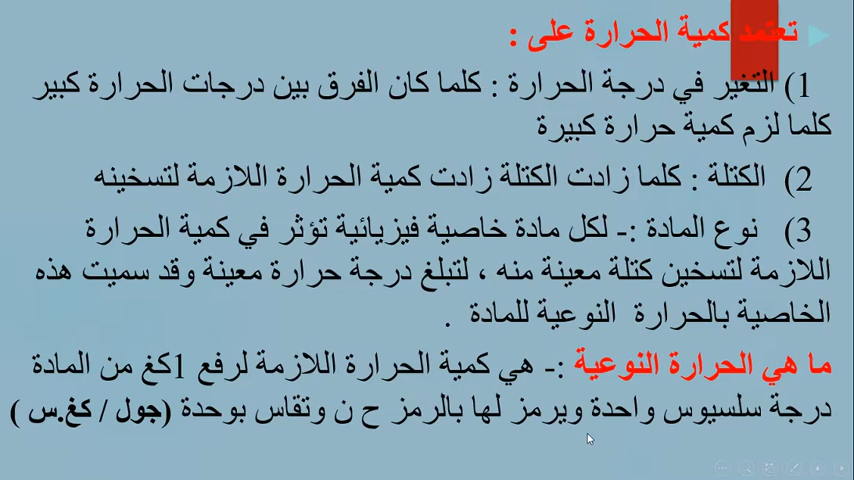 تعتمد كمية الحرارة على :
1) التغير في درجة الحرارة : كلما كان الفرق بين درجات الحرارة كبير
كلما لزم كمية حرارة كبيرة
2) الكتلة : كلما زادت الكتلة زادت كمية الحرارة اللازمة لتسخينه
3) نوع المادة :- لكل مادة خاصية فيزيائية تؤثر في كمية الحرارة
اللازمة لتسخين كتلة معينة منه ، لتبلغ درجة حرارة معينة وقد سميت هذه
الخاصية بالحرارة النوعية للمادة .
ما هي الحرارة النوعية :- هي كمية الحرارة اللازمة لرفع 1كغ من المادة
درجة سلسيوس واحدة ويرمز لها بالرمز ح ن وتقاس بوحدة (جول / كغ.س )